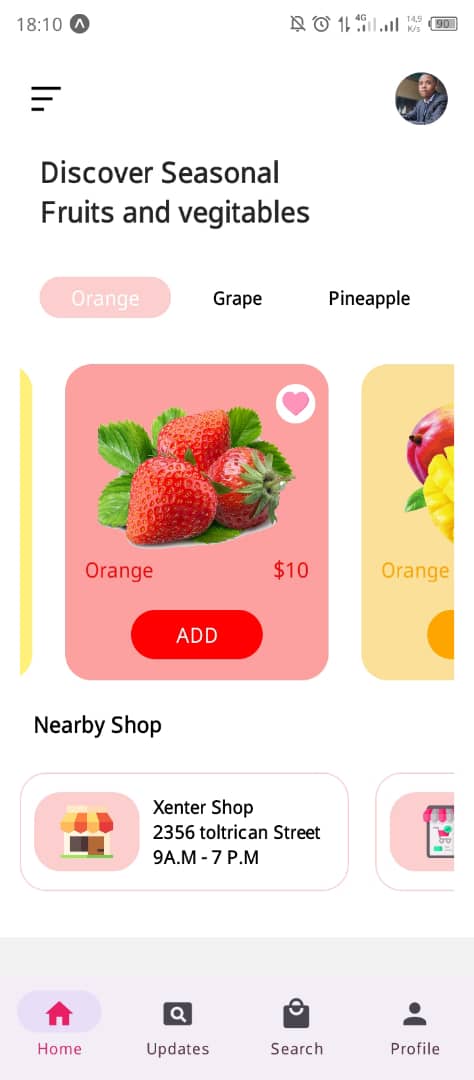 18:10
4G
14,9
K/s
90
Discover Seasonal
Fruits and vegitables
Orange Grape Pineapple
Orange $10
Orange
ADD
Nearby Shop
Xenter Shop
2356 toltrican Street
9A.M - 7 P.M
Home Updates Search Profile